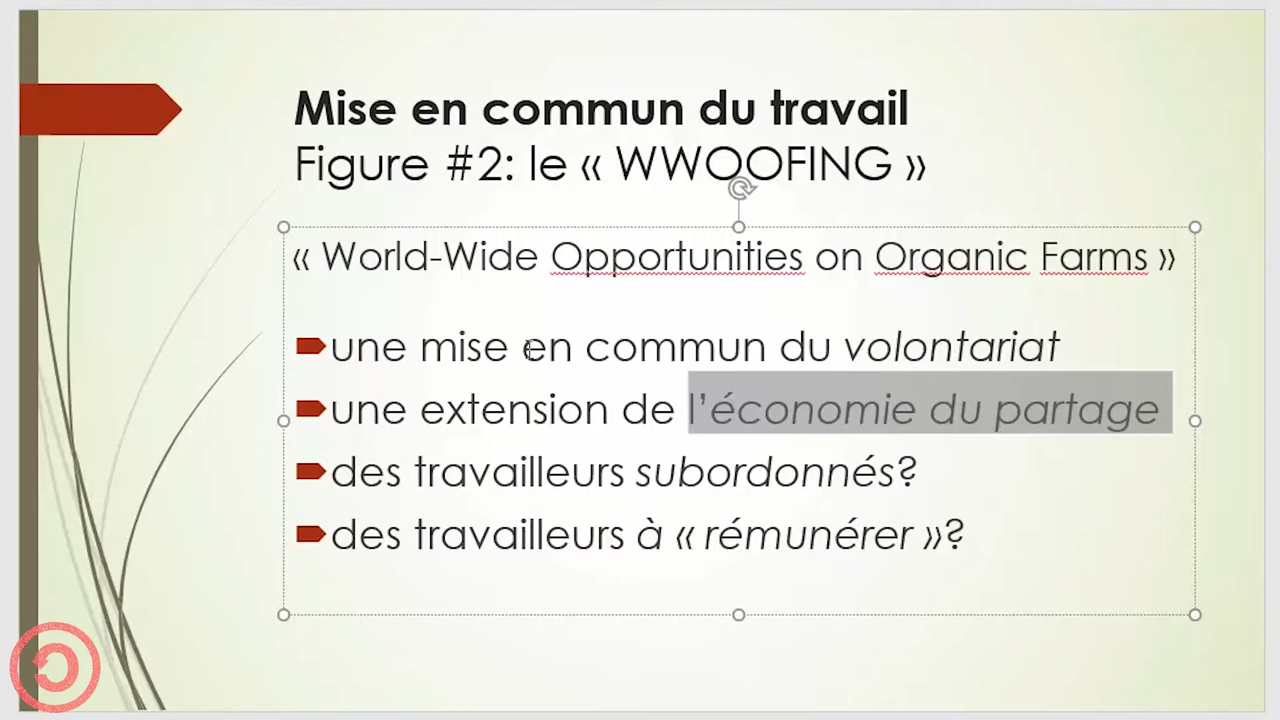 Mise en commun du travail
Figure #2: le « WWOOFING »
« World-Wide Opportunities on Organic Farms »
une mise en commun du volontariat
une extension de l’économie du partage
des travailleurs subordonnés?
des travailleurs à « rémunérer »?